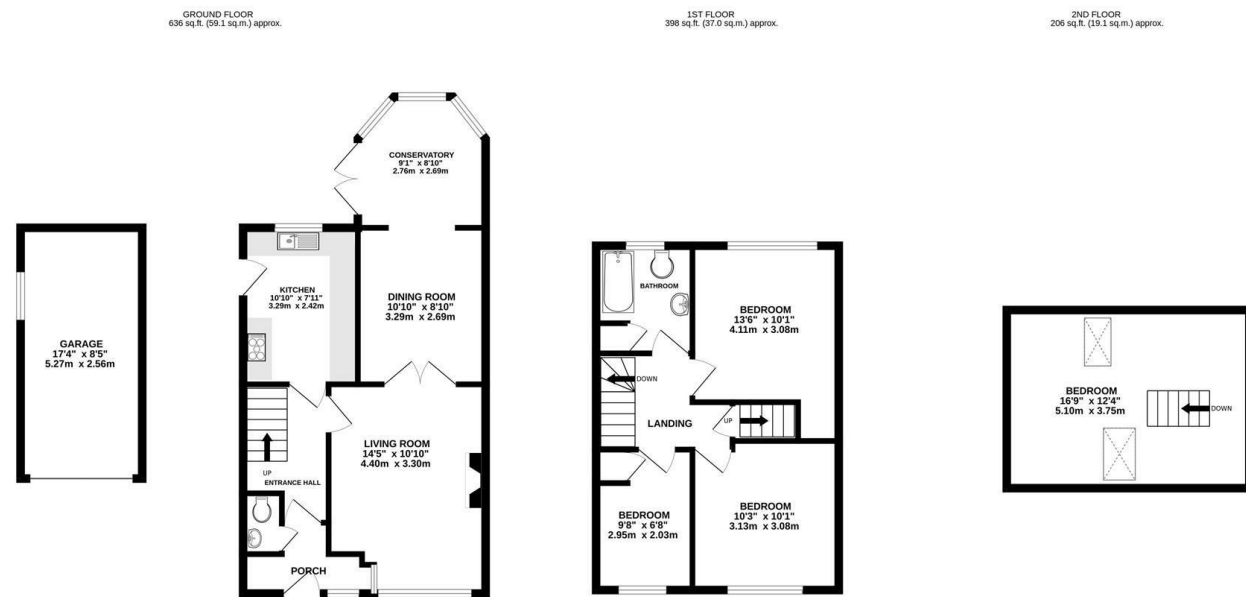 GROUND FLOOR
636 sq.ft. (59.1 sq.m.) approx.
1ST FLOOR
398 sq.ft. (37.0 sq.m.) approx.
2ND FLOOR
206 sq.ft. (19.1 sq.m.) approx.
CONSERVATORY
9'1" x 8'10"
2.76m x 2.69m
KITCHEN
10'10" x 7'11"
3.29m x 2.42m
DINING ROOM
10'10" x 8'10"
3.29m x 2.69m
GARAGE
17'4" x 8'5"
5.27m x 2.56m
LIVING ROOM
14'5" x 10'10"
4.40m x 3.30m
UP
ENTRANCE HALL
PORCH
BATHROOM
BEDROOM
13'6" x 10'1"
4.11m x 3.08m
DOWN
LANDING
UP
BEDROOM
9'8" x 6'8"
2.95m x 2.03m
BEDROOM
10'3" x 10'1"
3.13m x 3.08m
BEDROOM
16'9" x 12'4"
5.10m x 3.75m
DOWN